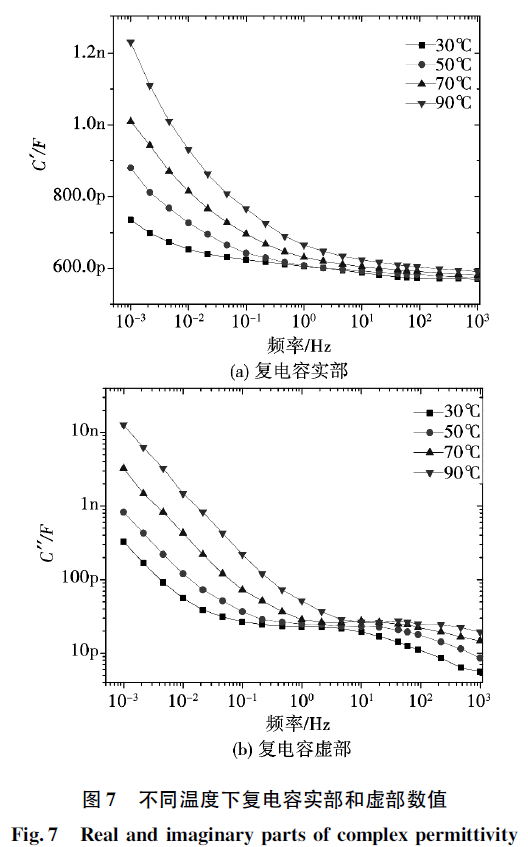 1.2n
1.0n
800.0p
600.0p
C′/F
30℃
50℃
70℃
90℃
10⁻³ 10⁻² 10⁻¹ 10⁰ 10¹ 10² 10³
频率/Hz
(a) 复电容实部
10n
1n
100p
10p
C″/F
30℃
50℃
70℃
90℃
10⁻³ 10⁻² 10⁻¹ 10⁰ 10¹ 10² 10³
频率/Hz
(b) 复电容虚部
图 7 不同温度下复电容实部和虚部数值
Fig. 7 Real and imaginary parts of complex permittivity